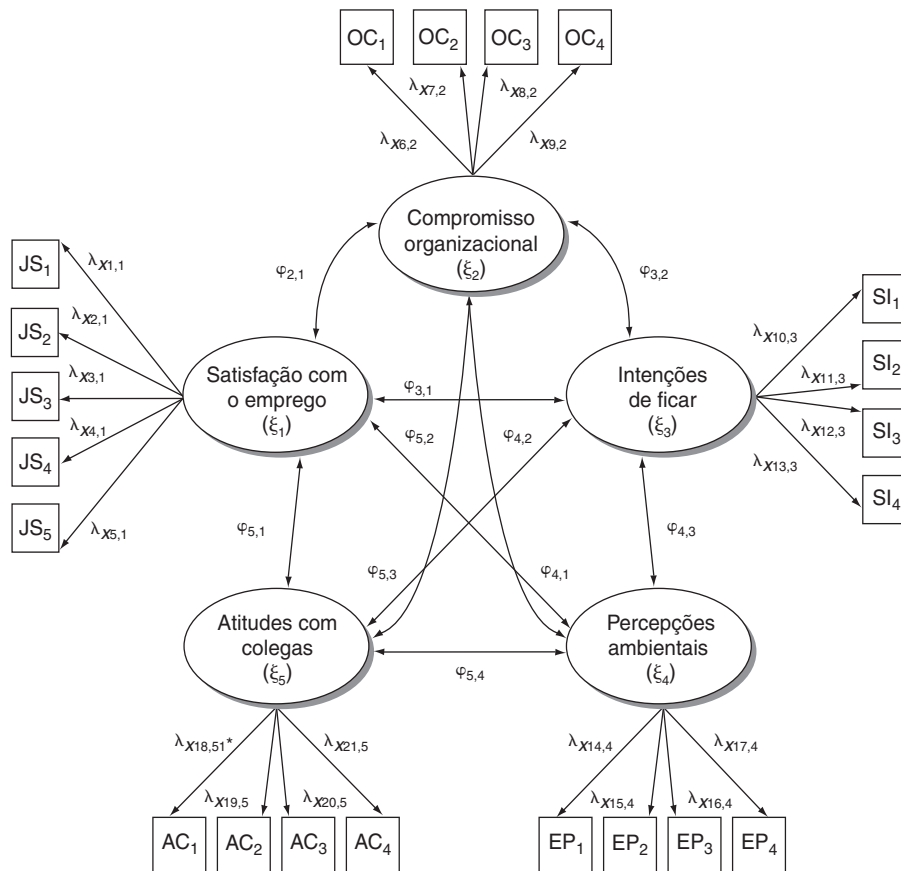 OC₁ OC₂ OC₃ OC₄
λx7,2 λx8,2
λx6,2 λx9,2
Compromisso
organizacional
(ξ₂)
φ2,1 φ3,2
JS₁ λx1,1
JS₂ λx2,1
JS₃ λx3,1
JS₄ λx4,1
JS₅ λx5,1
Satisfação com
o emprego
(ξ₁)
φ3,1
φ5,2 φ4,2
Intenções
de ficar
(ξ₃)
λx10,3 SI₁
λx11,3 SI₂
λx12,3 SI₃
λx13,3 SI₄
φ5,1 φ4,3
φ5,3 φ4,1
Atitudes com
colegas
(ξ₅)
φ5,4
Percepções
ambientais
(ξ₄)
λx18,51* λx21,5
λx19,5 λx20,5
AC₁ AC₂ AC₃ AC₄
λx14,4 λx17,4
λx15,4 λx16,4
EP₁ EP₂ EP₃ EP₄